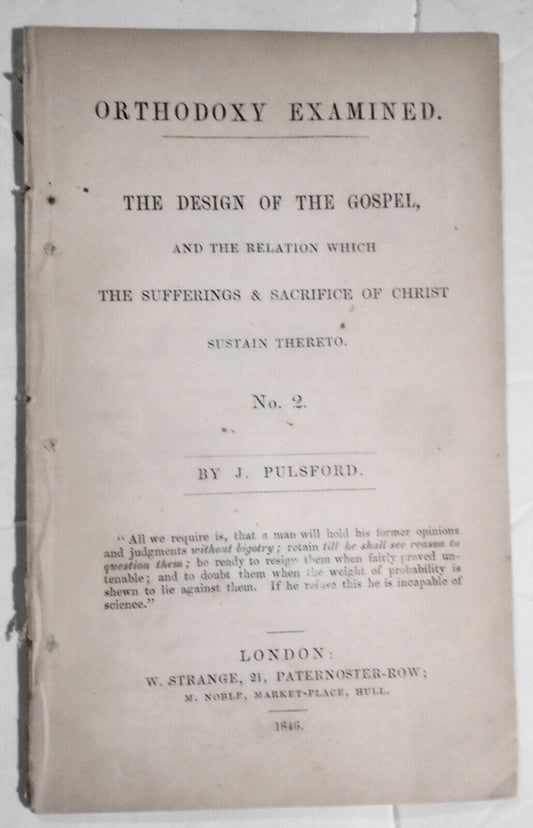 ORTHODOXY EXAMINED.
THE DESIGN OF THE GOSPEL,
AND THE RELATION WHICH
THE SUFFERINGS & SACRIFICE OF CHRIST
SUSTAIN THERETO.
No. 2.
BY J. PULSFORD.
"All we require is, that a man will hold his former opinions
and judgments without bigotry; retain till he shall see reason to
question them; be ready to resign them when fairly proved un-
tenable; and to doubt them when the weight of probability is
shewn to lie against them. If he refuse this he is incapable of
science."
LONDON:
W. STRANGE, 21, PATERNOSTER-ROW;
M. NOBLE, MARKET-PLACE, HULL.
1846.